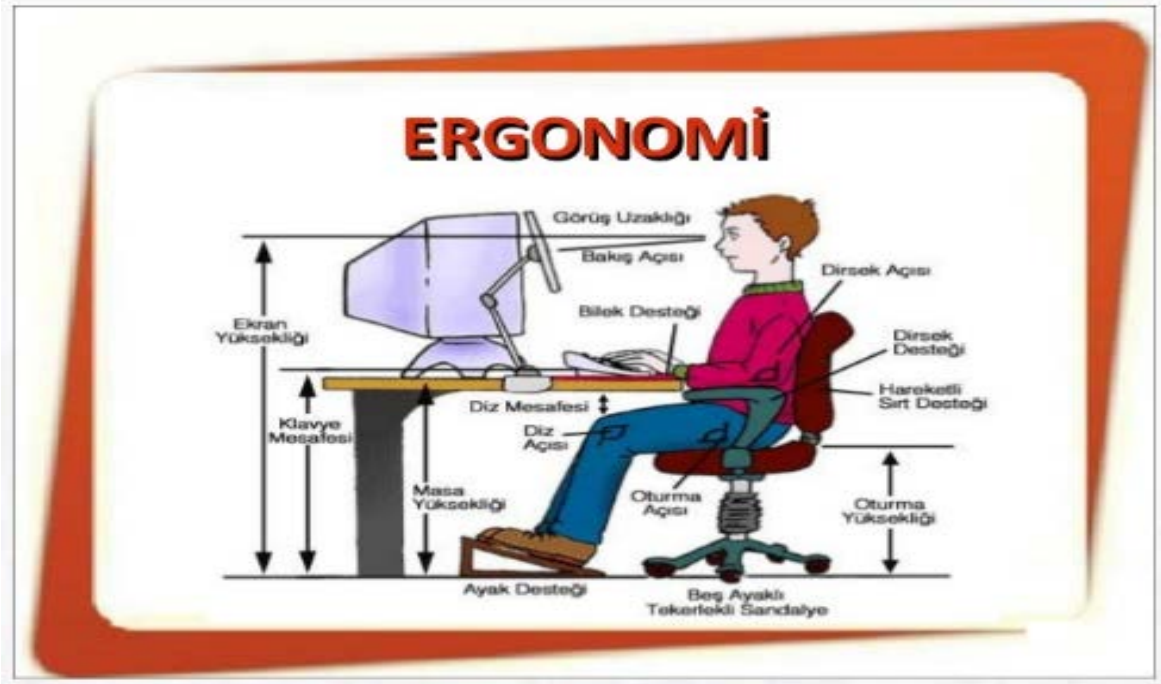 ERGONOMİ
Görüş Uzaklığı
Bakış Açısı
Dirsek Açısı
Bilek Desteği
Ekran
Yüksekliği
Dirsek
Desteği
Hareketli
Sırt Desteği
Diz Mesafesi
Klavye
Mesafesi
Diz
Açısı
Masa
Yüksekliği
Oturma
Açısı
Oturma
Yüksekliği
Ayak Desteği
Beş Ayaklı
Tekerlekli Sandalye